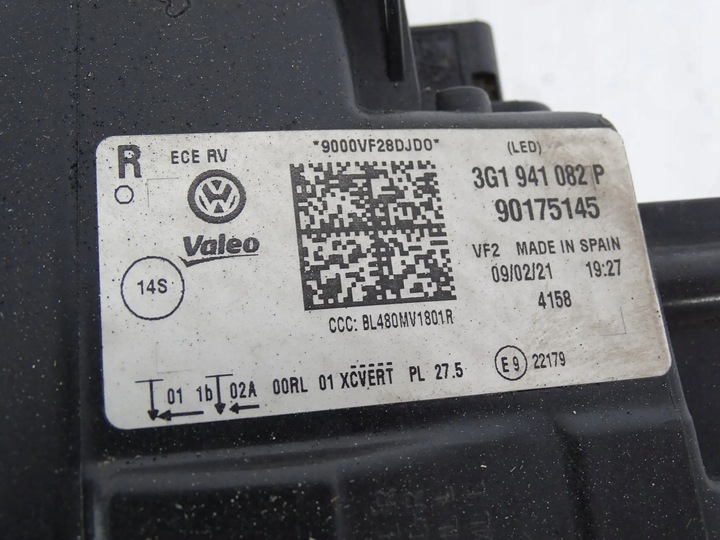 R ECE RV
*9000VF28DJD0*
(LED)
3G1 941 082 P
90175145
Valeo
VF2 MADE IN SPAIN
09/02/21 19:27
14S
4158
CCC: BL480MV1801R
01 1b 02A 00RL 01 XCVERT PL 27.5
E9 22179